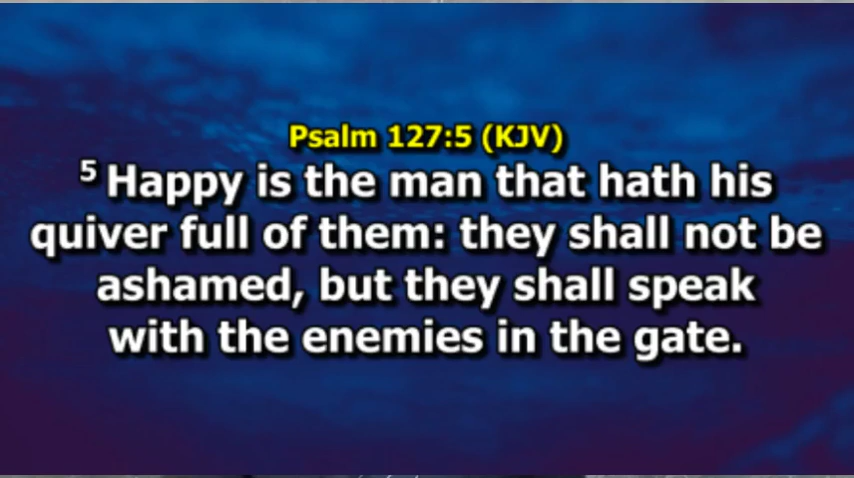 Psalm 127:5 (KJV)
5 Happy is the man that hath his
quiver full of them: they shall not be
ashamed, but they shall speak
with the enemies in the gate.